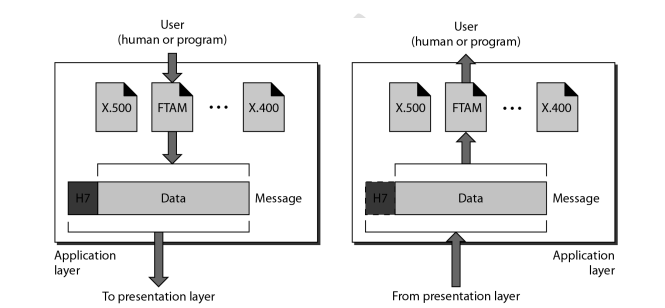 User
(human or program)
X.500
FTAM
...
X.400
H7
Data
Message
Application
layer
To presentation layer
User
(human or program)
X.500
FTAM
...
X.400
H7
Data
Message
Application
layer
From presentation layer